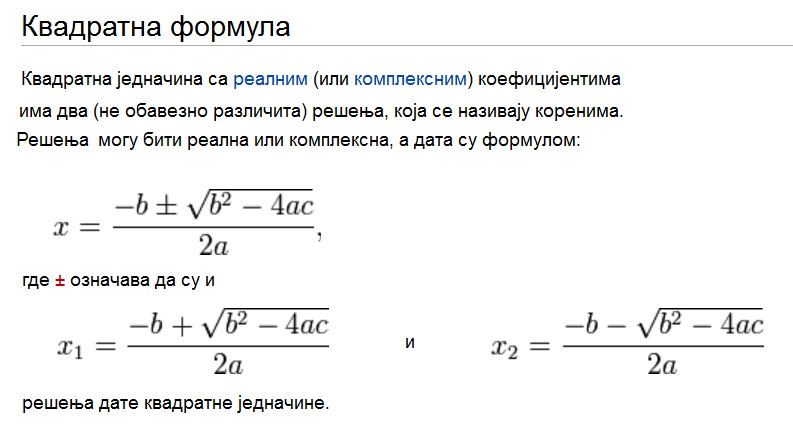 Квадратна формула
Квадратна једначина са реалним (или комплексним) коефицијентима
има два (не обавезно различита) решења, која се називају коренима.
Решења могу бити реална или комплексна, а дата су формулом:
x = \frac{-b \pm \sqrt{b^2 - 4ac}}{2a},
где ± означава да су и
x_1 = \frac{-b + \sqrt{b^2 - 4ac}}{2a} и x_2 = \frac{-b - \sqrt{b^2 - 4ac}}{2a}
решења дате квадратне једначине.